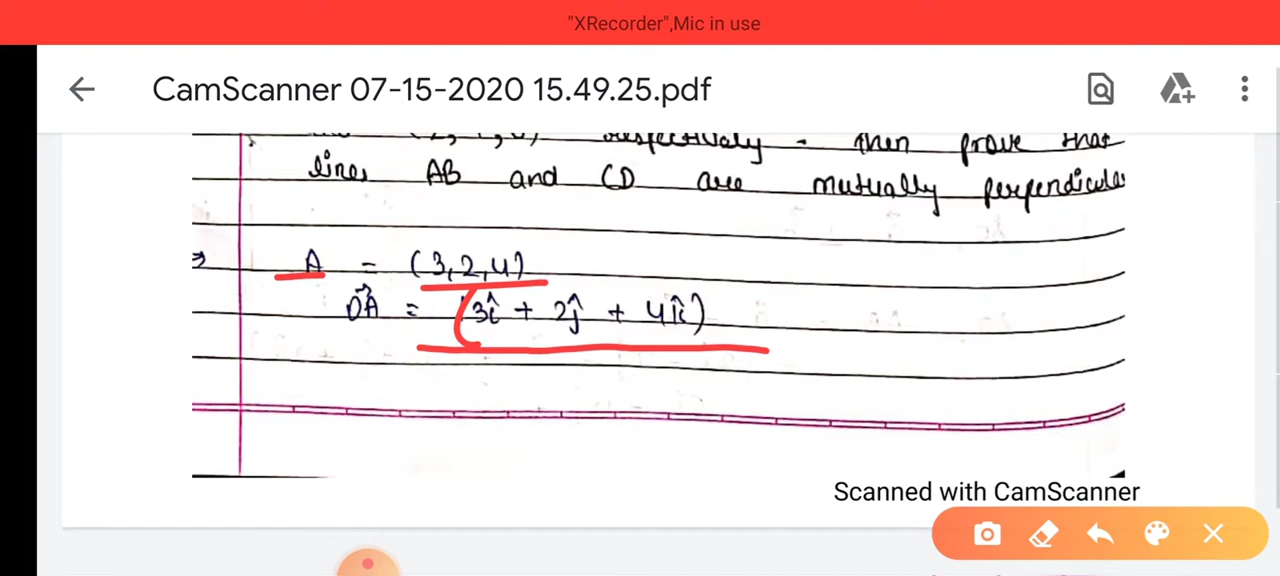 "XRecorder",Mic in use
CamScanner 07-15-2020 15.49.25.pdf
respectively. Then prove that
lines AB and CD are mutually perpendicular
⇒ A = (3,2,4)
OA⃗ = (3î + 2ĵ + 4k̂)
Scanned with CamScanner